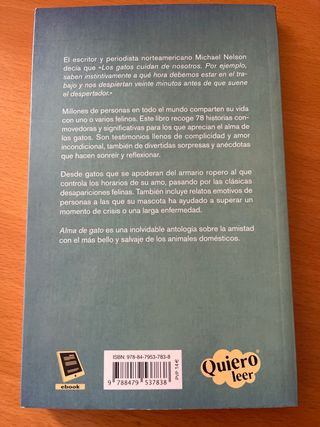 El escritor y periodista norteamericano Michael Nelson
decía que «Los gatos cuidan de nosotros. Por ejemplo,
saben instintivamente a qué hora debemos estar en el tra-
bajo y nos despiertan veinte minutos antes de que suene
el despertador.»
Millones de personas en todo el mundo comparten su vida
con uno o varios felinos. Este libro recoge 78 historias con-
movedoras y significativas para los que aprecian el alma de
los gatos. Son testimonios llenos de complicidad y amor
incondicional, también de divertidas sorpresas y anécdotas
que hacen sonreír y reflexionar.
Desde gatos que se apoderan del armario ropero al que
controla los horarios de su amo, pasando por las clásicas
desapariciones felinas. También incluye relatos emotivos de
personas a las que su mascota ha ayudado a superar un
momento de crisis o una larga enfermedad.
Alma de gato es una inolvidable antología sobre la amistad
con el más bello y salvaje de los animales domésticos.
ebook
ISBN: 978-84-7953-783-8
9 788479 537838
PVP 14 €
Quiero
leer